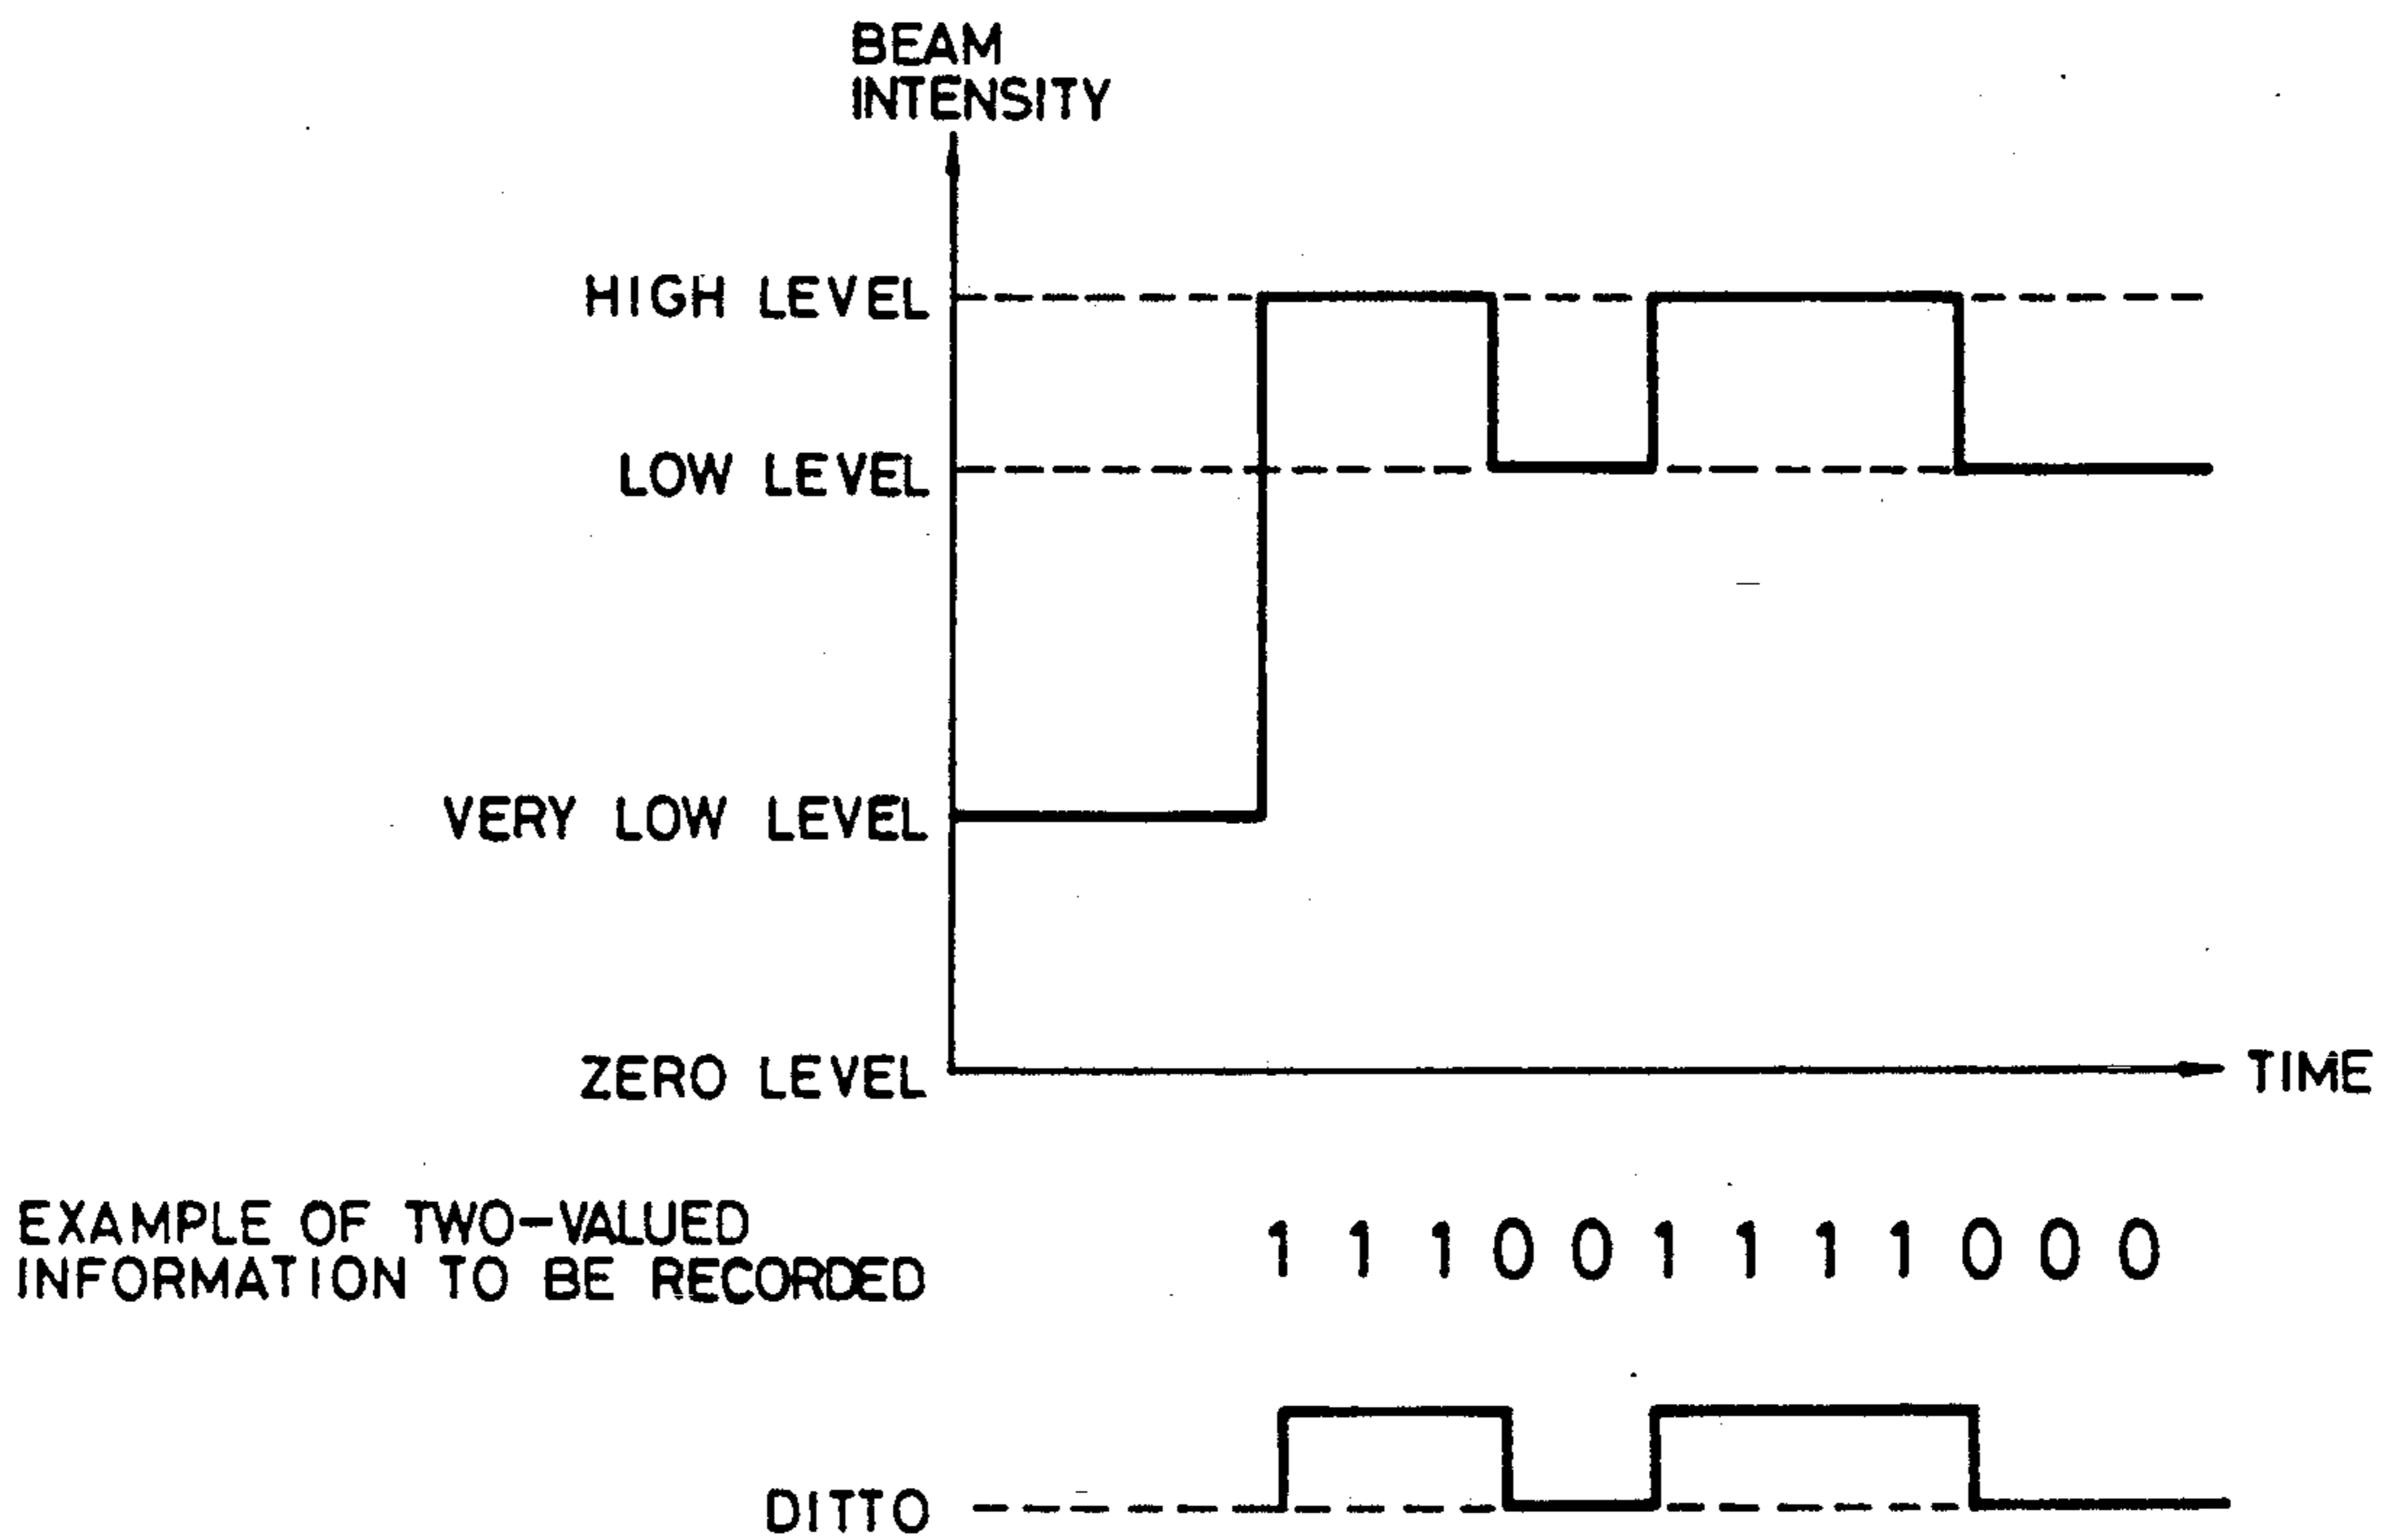 BEAM
INTENSITY
HIGH LEVEL
LOW LEVEL
VERY LOW LEVEL
ZERO LEVEL
TIME
EXAMPLE OF TWO-VALUED
INFORMATION TO BE RECORDED
1 1 1 0 0 1 1 1 1 0 0 0
DITTO